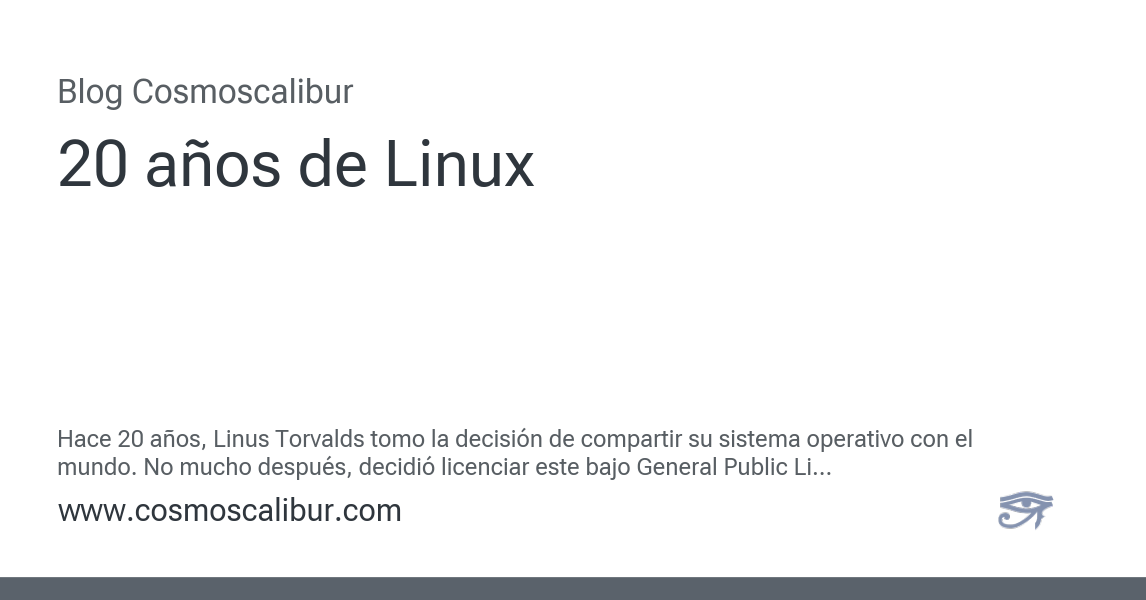 Blog Cosmoscalibur
20 años de Linux
Hace 20 años, Linus Torvalds tomo la decisión de compartir su sistema operativo con el
mundo. No mucho después, decidió licenciar este bajo General Public Li...
www.cosmoscalibur.com